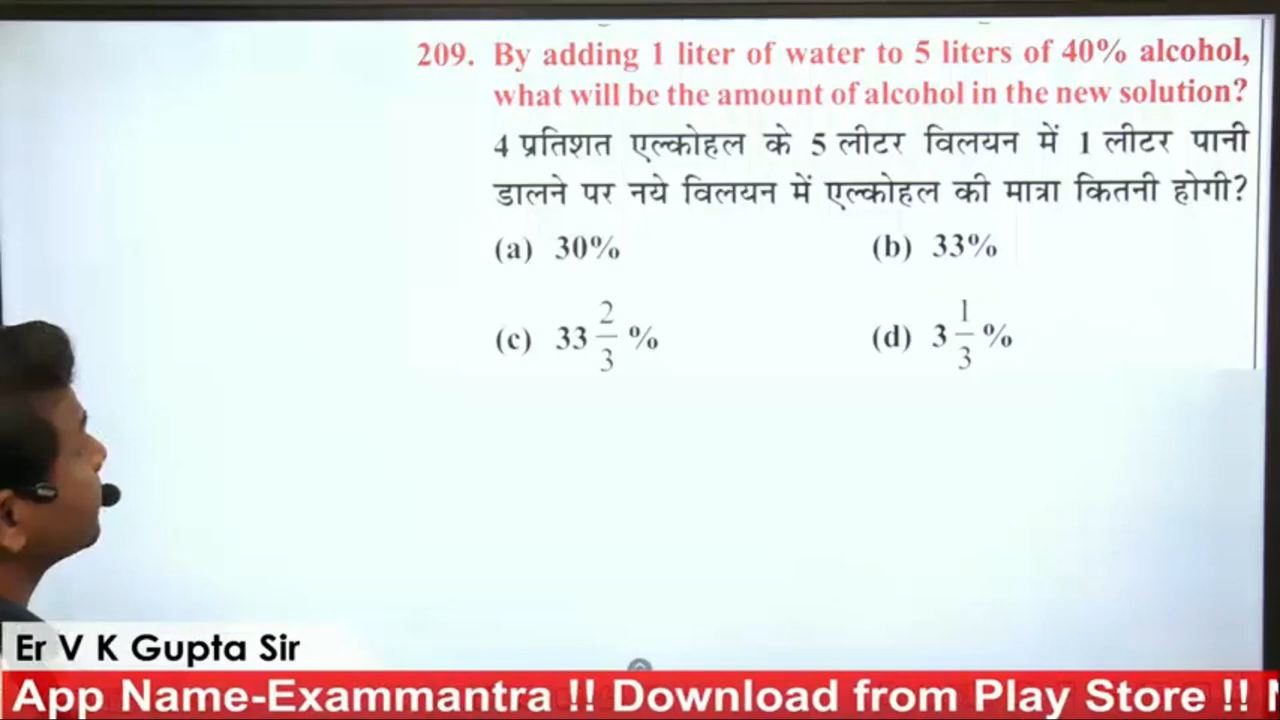 209. By adding 1 liter of water to 5 liters of 40% alcohol,
what will be the amount of alcohol in the new solution?
4 प्रतिशत एल्कोहल के 5 लीटर विलयन में 1 लीटर पानी
डालने पर नये विलयन में एल्कोहल की मात्रा कितनी होगी?
(a) 30% (b) 33%
(c) 33 2/3 % (d) 3 1/3 %
Er V K Gupta Sir
App Name-Exammantra !! Download from Play Store !!